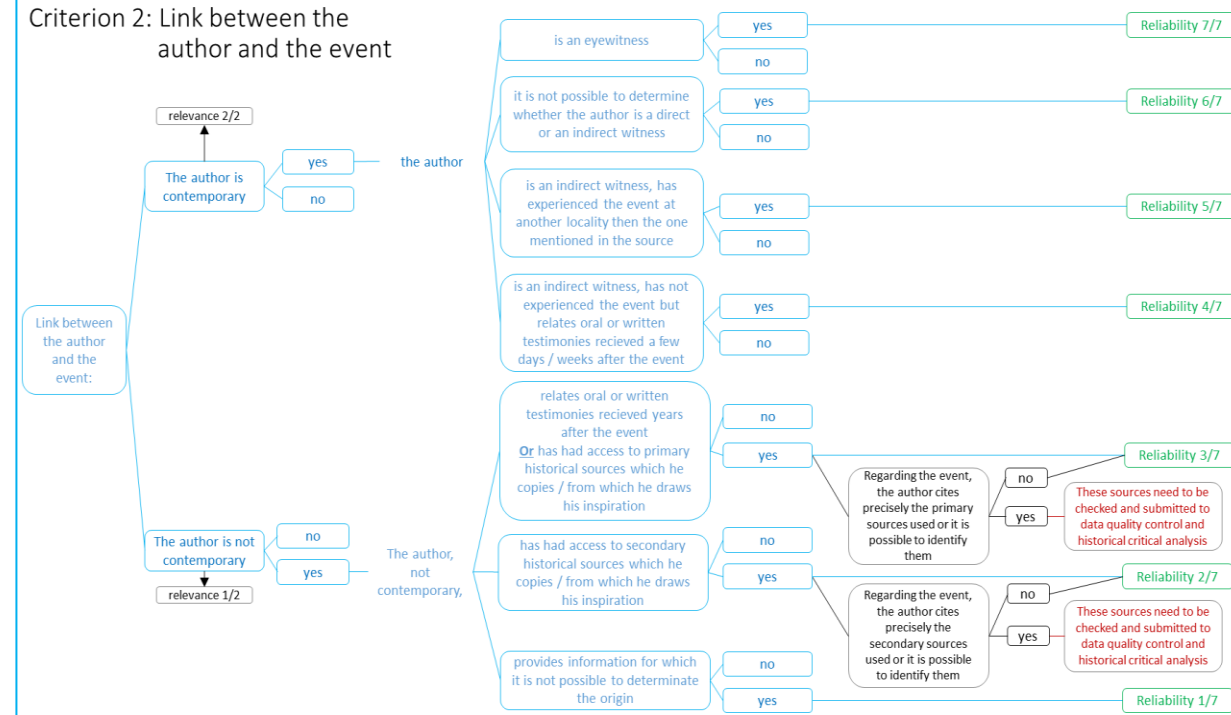 Criterion 2: Link between the
author and the event
Link between
the author
and the
event:
relevance 2/2
The author is
contemporary
yes
no
the author
is an eyewitness
yes
no
Reliability 7/7
it is not possible to determine
whether the author is a direct
or an indirect witness
yes
no
Reliability 6/7
is an indirect witness, has
experienced the event at
another locality then the one
mentioned in the source
yes
no
Reliability 5/7
is an indirect witness, has not
experienced the event but
relates oral or written
testimonies recieved a few
days / weeks after the event
yes
no
Reliability 4/7
The author is not
contemporary
relevance 1/2
no
yes
The author,
not
contemporary,
relates oral or written
testimonies recieved years
after the event
Or has had access to primary
historical sources which he
copies / from which he draws
his inspiration
no
yes
Reliability 3/7
Regarding the event,
the author cites
precisely the primary
sources used or it is
possible to identify
them
no
yes
These sources need to be
checked and submitted to
data quality control and
historical critical analysis
has had access to secondary
historical sources which he
copies / from which he draws
his inspiration
no
yes
Reliability 2/7
Regarding the event,
the author cites
precisely the
secondary sources
used or it is possible
to identify them
no
yes
These sources need to be
checked and submitted to
data quality control and
historical critical analysis
provides information for which
it is not possible to determinate
the origin
no
yes
Reliability 1/7